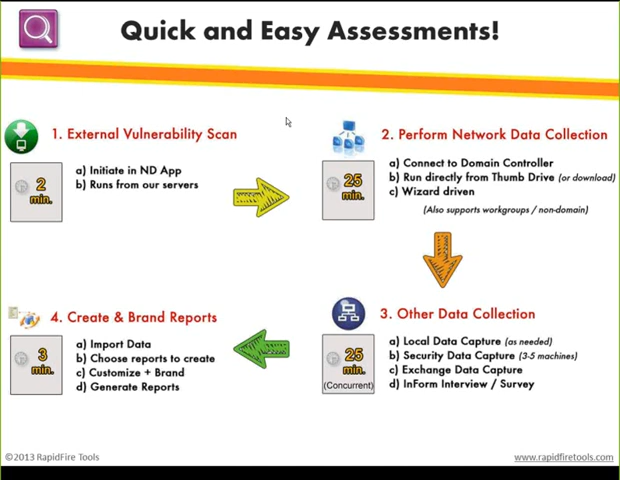 Quick and Easy Assessments!
1. External Vulnerability Scan
2 min.
a) Initiate in ND App
b) Runs from our servers
2. Perform Network Data Collection
25 min.
a) Connect to Domain Controller
b) Run directly from Thumb Drive (or download)
c) Wizard driven
(Also supports workgroups / non-domain)
3. Other Data Collection
25 min.
(Concurrent)
a) Local Data Capture (as needed)
b) Security Data Capture (3-5 machines)
c) Exchange Data Capture
d) InForm Interview / Survey
4. Create & Brand Reports
3 min.
a) Import Data
b) Choose reports to create
c) Customize + Brand
d) Generate Reports
©2013 RapidFire Tools
www.rapidfiretools.com